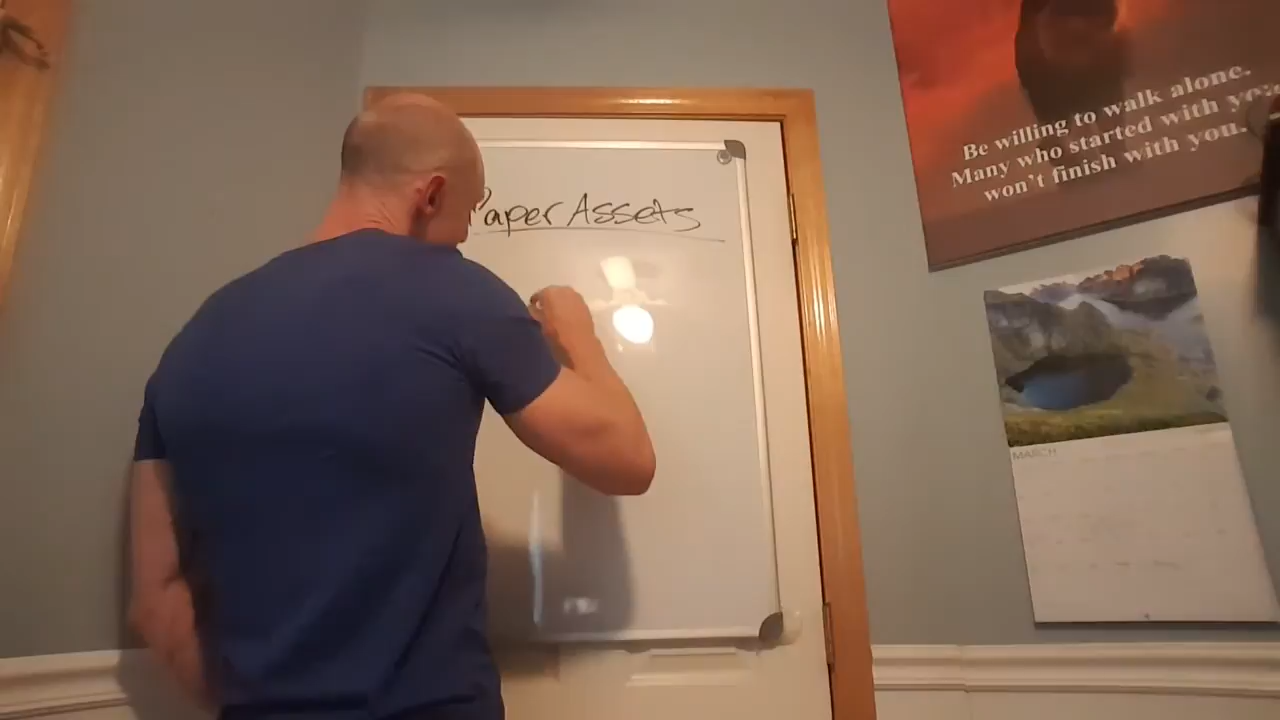 Paper Assets
Be willing to walk alone.
Many who started with you
won't finish with you.
MARCH